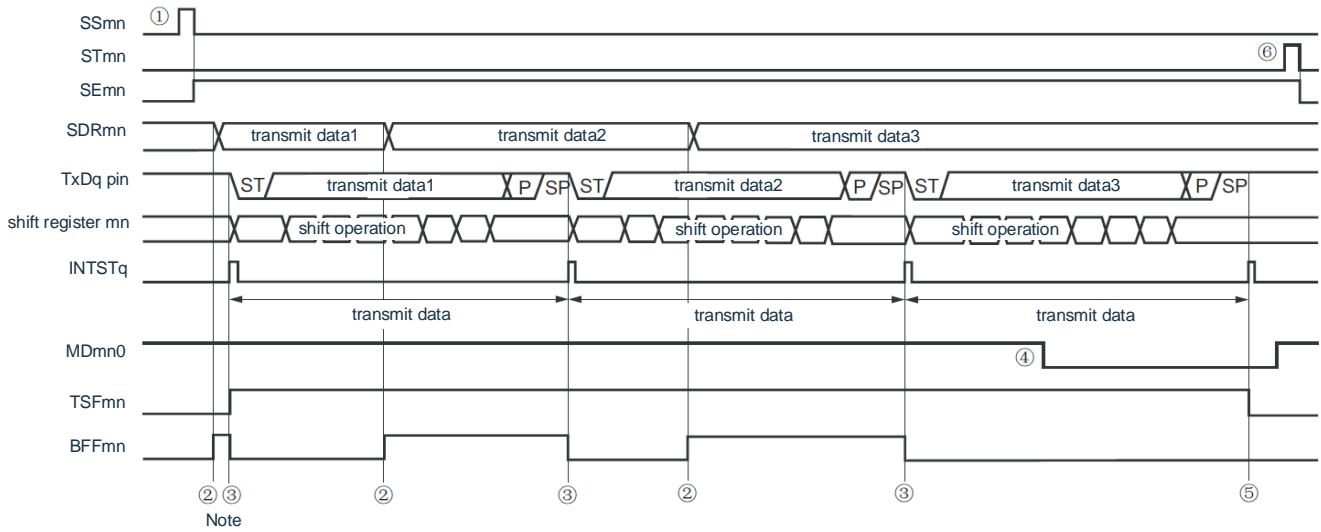 SSmn ①
STmn ⑥
SEmn
SDRmn transmit data1 transmit data2 transmit data3
TxDq pin ST transmit data1 P SP ST transmit data2 P SP ST transmit data3 P SP
shift register mn shift operation shift operation shift operation
INTSTq
transmit data transmit data transmit data
MDmn0 ④
TSFmn
BFFmn
② ③ ② ③ ② ③ ⑤
Note